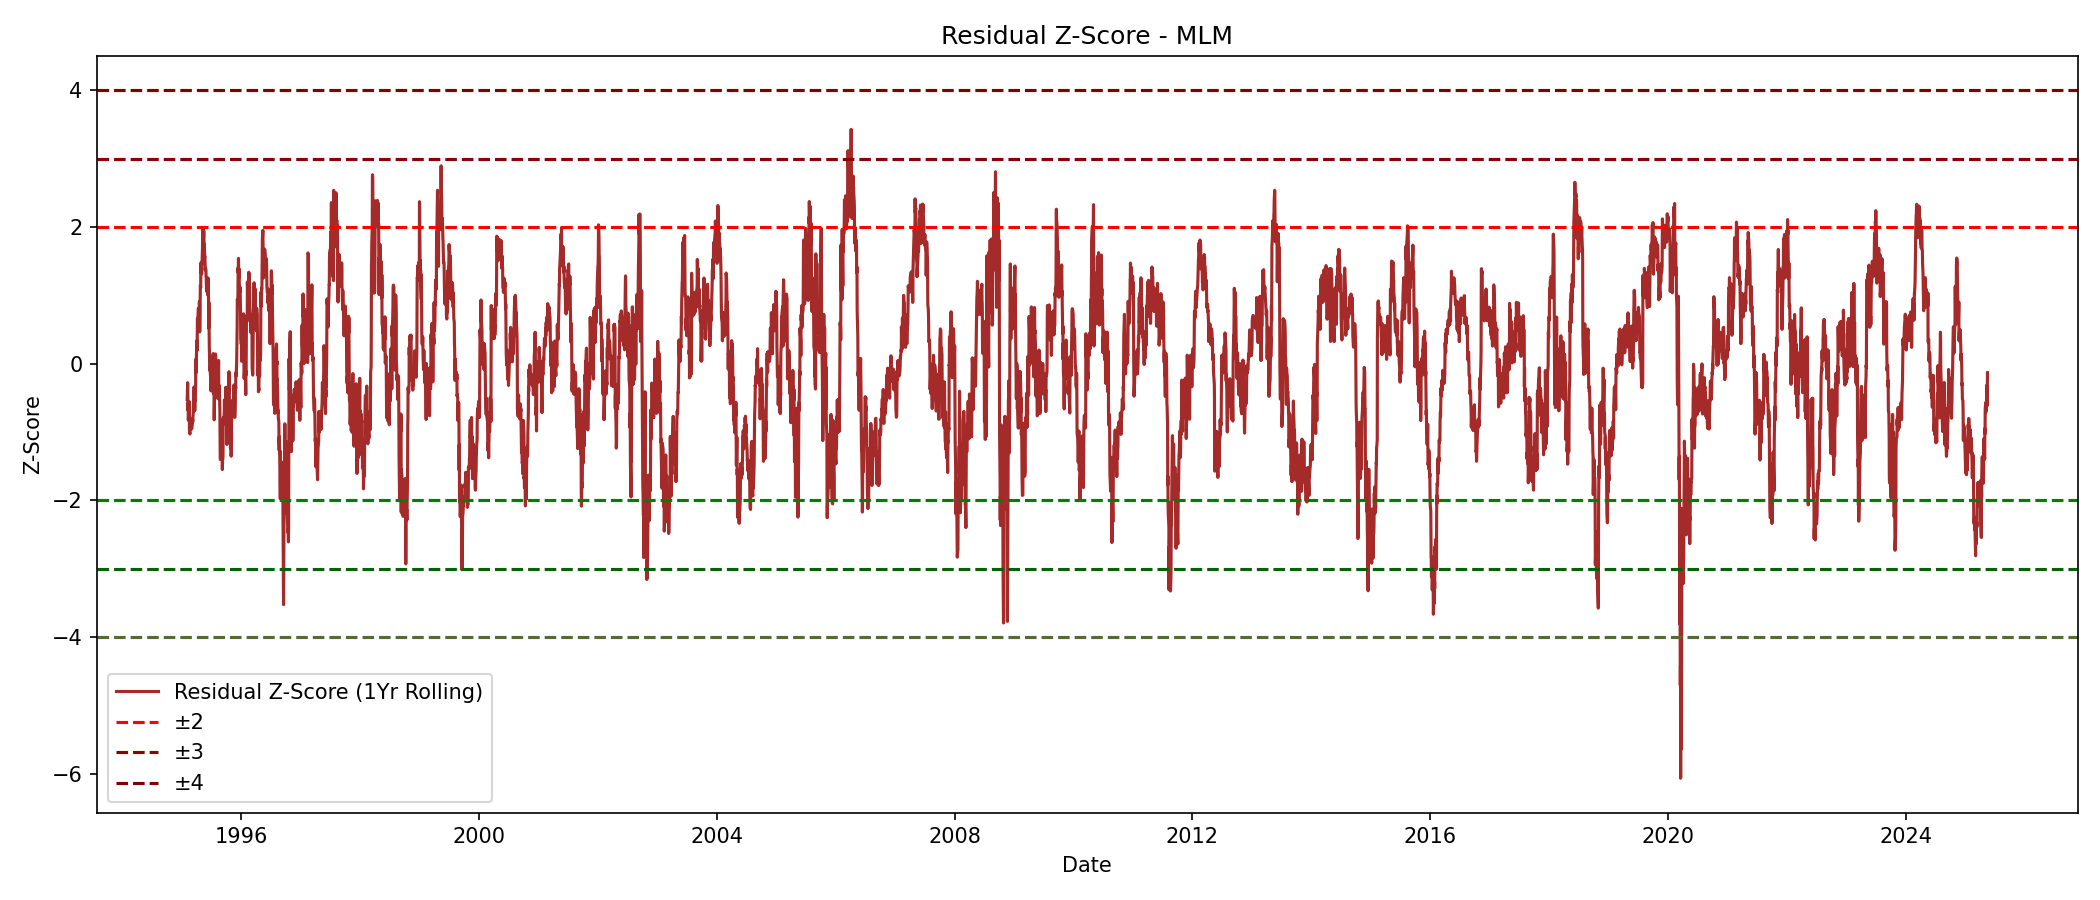 Residual Z-Score - MLM
Z-Score
4
2
0
−2
−4
−6
Residual Z-Score (1Yr Rolling)
±2
±3
±4
1996 2000 2004 2008 2012 2016 2020 2024
Date